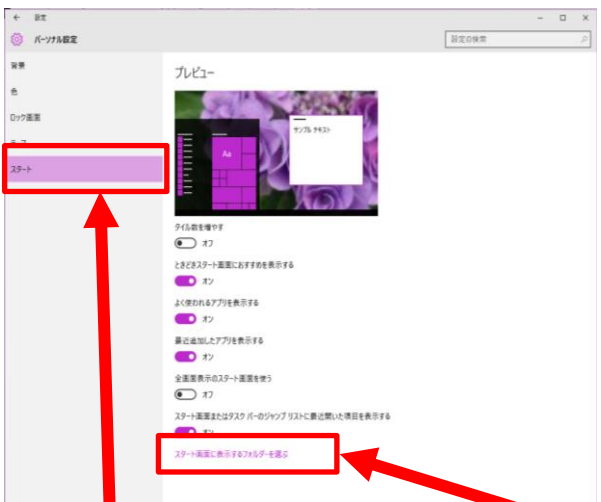 ← 設定
パーソナル設定
設定の検索
背景
色
ロック画面
スタート
プレビュー
サンプル テキスト
Aa
タイル数を増やす
オフ
ときどきスタート画面におすすめを表示する
オン
よく使われるアプリを表示する
オン
最近追加したアプリを表示する
オン
全画面表示のスタート画面を使う
オフ
スタート画面またはタスク バーのジャンプ リストに最近開いた項目を表示する
オン
スタート画面に表示するフォルダーを選ぶ